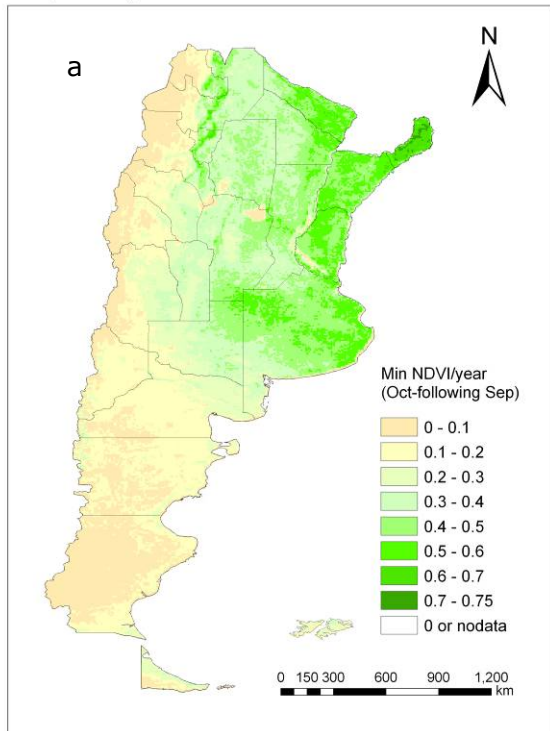 a
N
Min NDVI/year
(Oct-following Sep)
0 - 0.1
0.1 - 0.2
0.2 - 0.3
0.3 - 0.4
0.4 - 0.5
0.5 - 0.6
0.6 - 0.7
0.7 - 0.75
0 or nodata
0 150 300 600 900 1,200
km